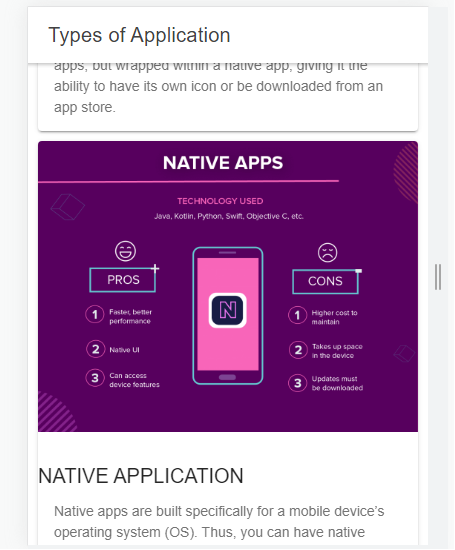 Types of Application
apps, but wrapped within a native app, giving it the
ability to have its own icon or be downloaded from an
app store.
NATIVE APPS
TECHNOLOGY USED
Java, Kotlin, Python, Swift, Objective C, etc.
PROS
1 Faster, better
performance
2 Native UI
3 Can access
device features
N
CONS
1 Higher cost to
maintain
2 Takes up space
in the device
3 Updates must
be downloaded
NATIVE APPLICATION
Native apps are built specifically for a mobile device's
operating system (OS). Thus, you can have native